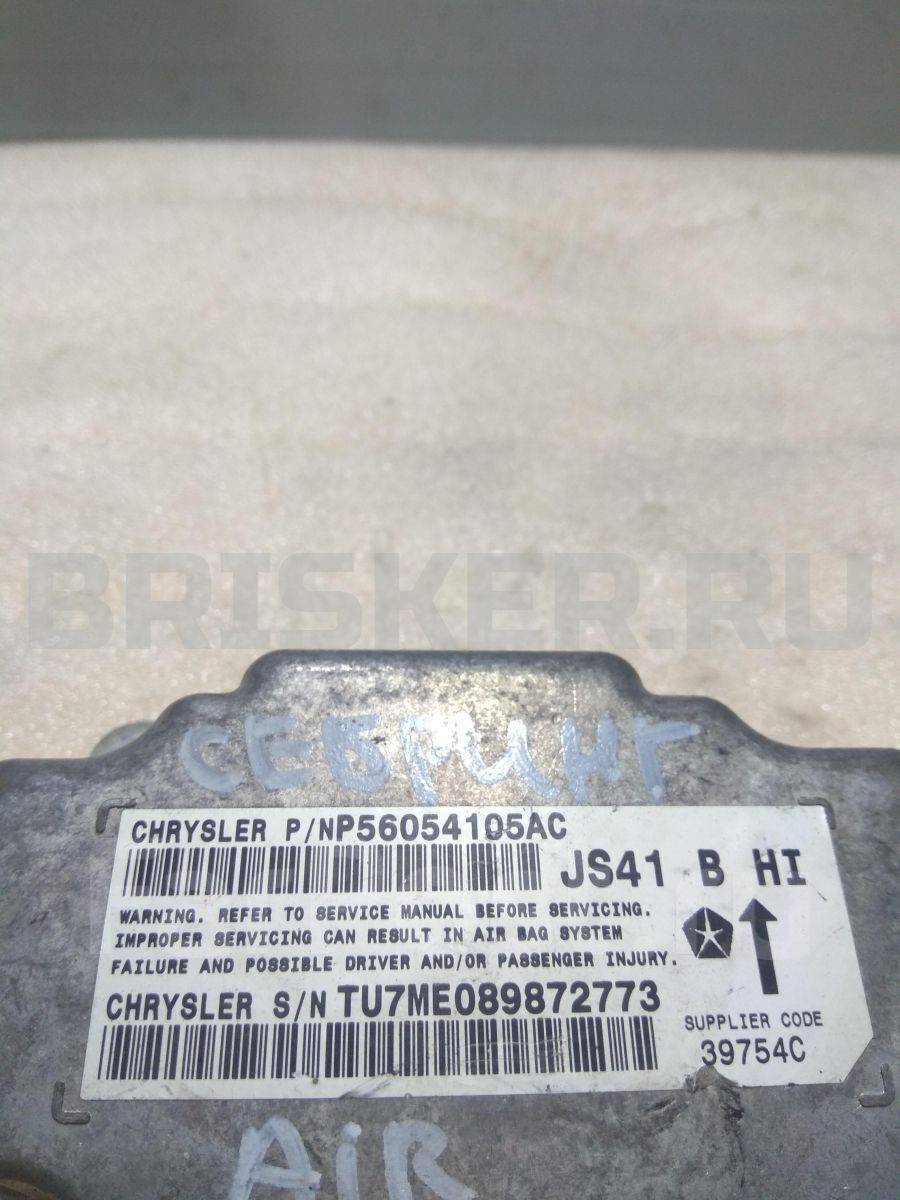 BRISKER.RU
СЕБРИНГ
CHRYSLER P/NP56054105AC
JS41 B HI
WARNING. REFER TO SERVICE MANUAL BEFORE SERVICING.
IMPROPER SERVICING CAN RESULT IN AIR BAG SYSTEM
FAILURE AND POSSIBLE DRIVER AND/OR PASSENGER INJURY.
CHRYSLER S/N TU7ME089872773
SUPPLIER CODE
39754C
AiR